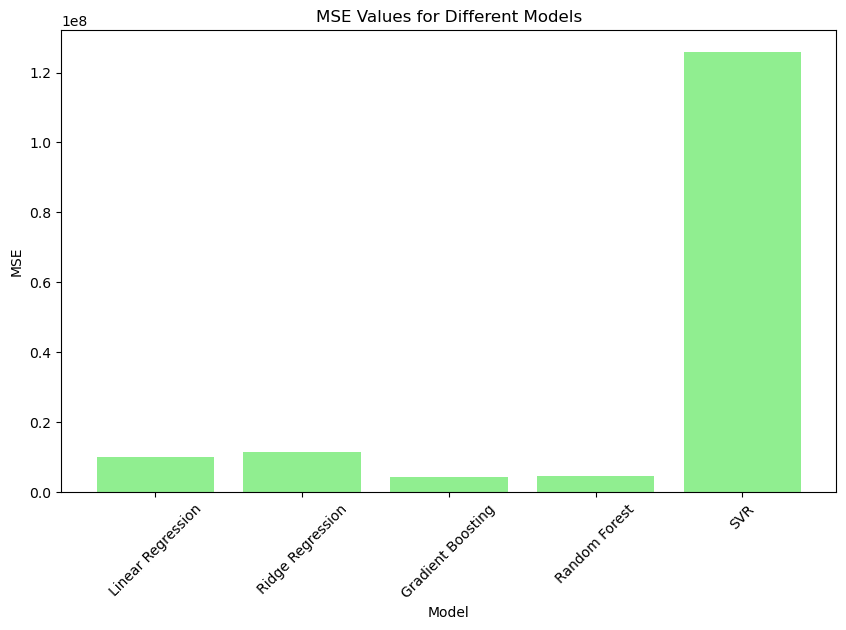 MSE Values for Different Models
1e8
1.2
1.0
0.8
0.6
0.4
0.2
0.0
MSE
Linear Regression
Ridge Regression
Gradient Boosting
Random Forest
SVR
Model